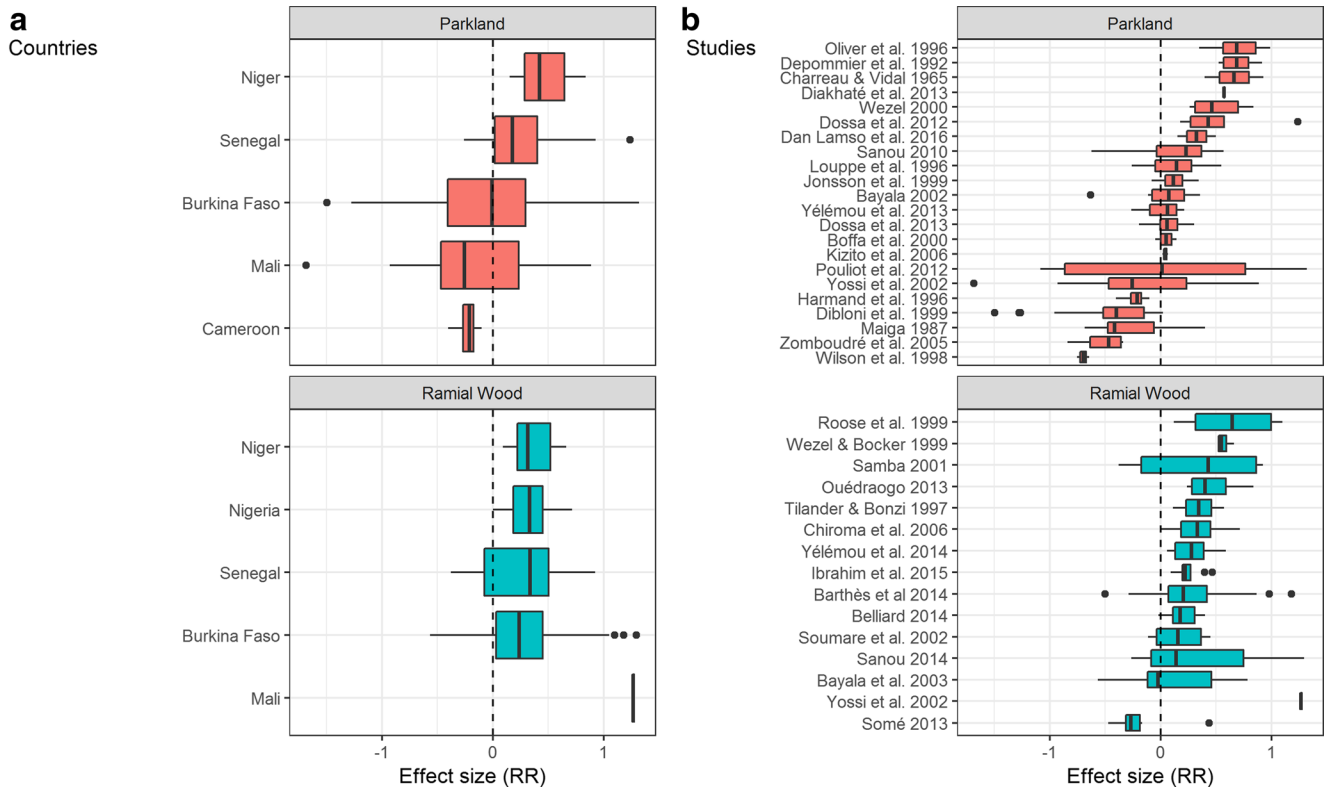 a
Countries
Parkland
Niger
Senegal
Burkina Faso
Mali
Cameroon
Ramial Wood
Niger
Nigeria
Senegal
Burkina Faso
Mali
-1 0 1
Effect size (RR)
b
Studies
Parkland
Oliver et al. 1996
Depommier et al. 1992
Charreau & Vidal 1965
Diakhaté et al. 2013
Wezel 2000
Dossa et al. 2012
Dan Lamso et al. 2016
Sanou 2010
Louppe et al. 1996
Jonsson et al. 1999
Bayala 2002
Yélémou et al. 2013
Dossa et al. 2013
Boffa et al. 2000
Kizito et al. 2006
Pouliot et al. 2012
Yossi et al. 2002
Harmand et al. 1996
Dibloni et al. 1999
Maiga 1987
Zomboudré et al. 2005
Wilson et al. 1998
Ramial Wood
Roose et al. 1999
Wezel & Bocker 1999
Samba 2001
Ouédraogo 2013
Tilander & Bonzi 1997
Chiroma et al. 2006
Yélémou et al. 2014
Ibrahim et al. 2015
Barthès et al 2014
Belliard 2014
Soumare et al. 2002
Sanou 2014
Bayala et al. 2003
Yossi et al. 2002
Somé 2013
-1 0 1
Effect size (RR)